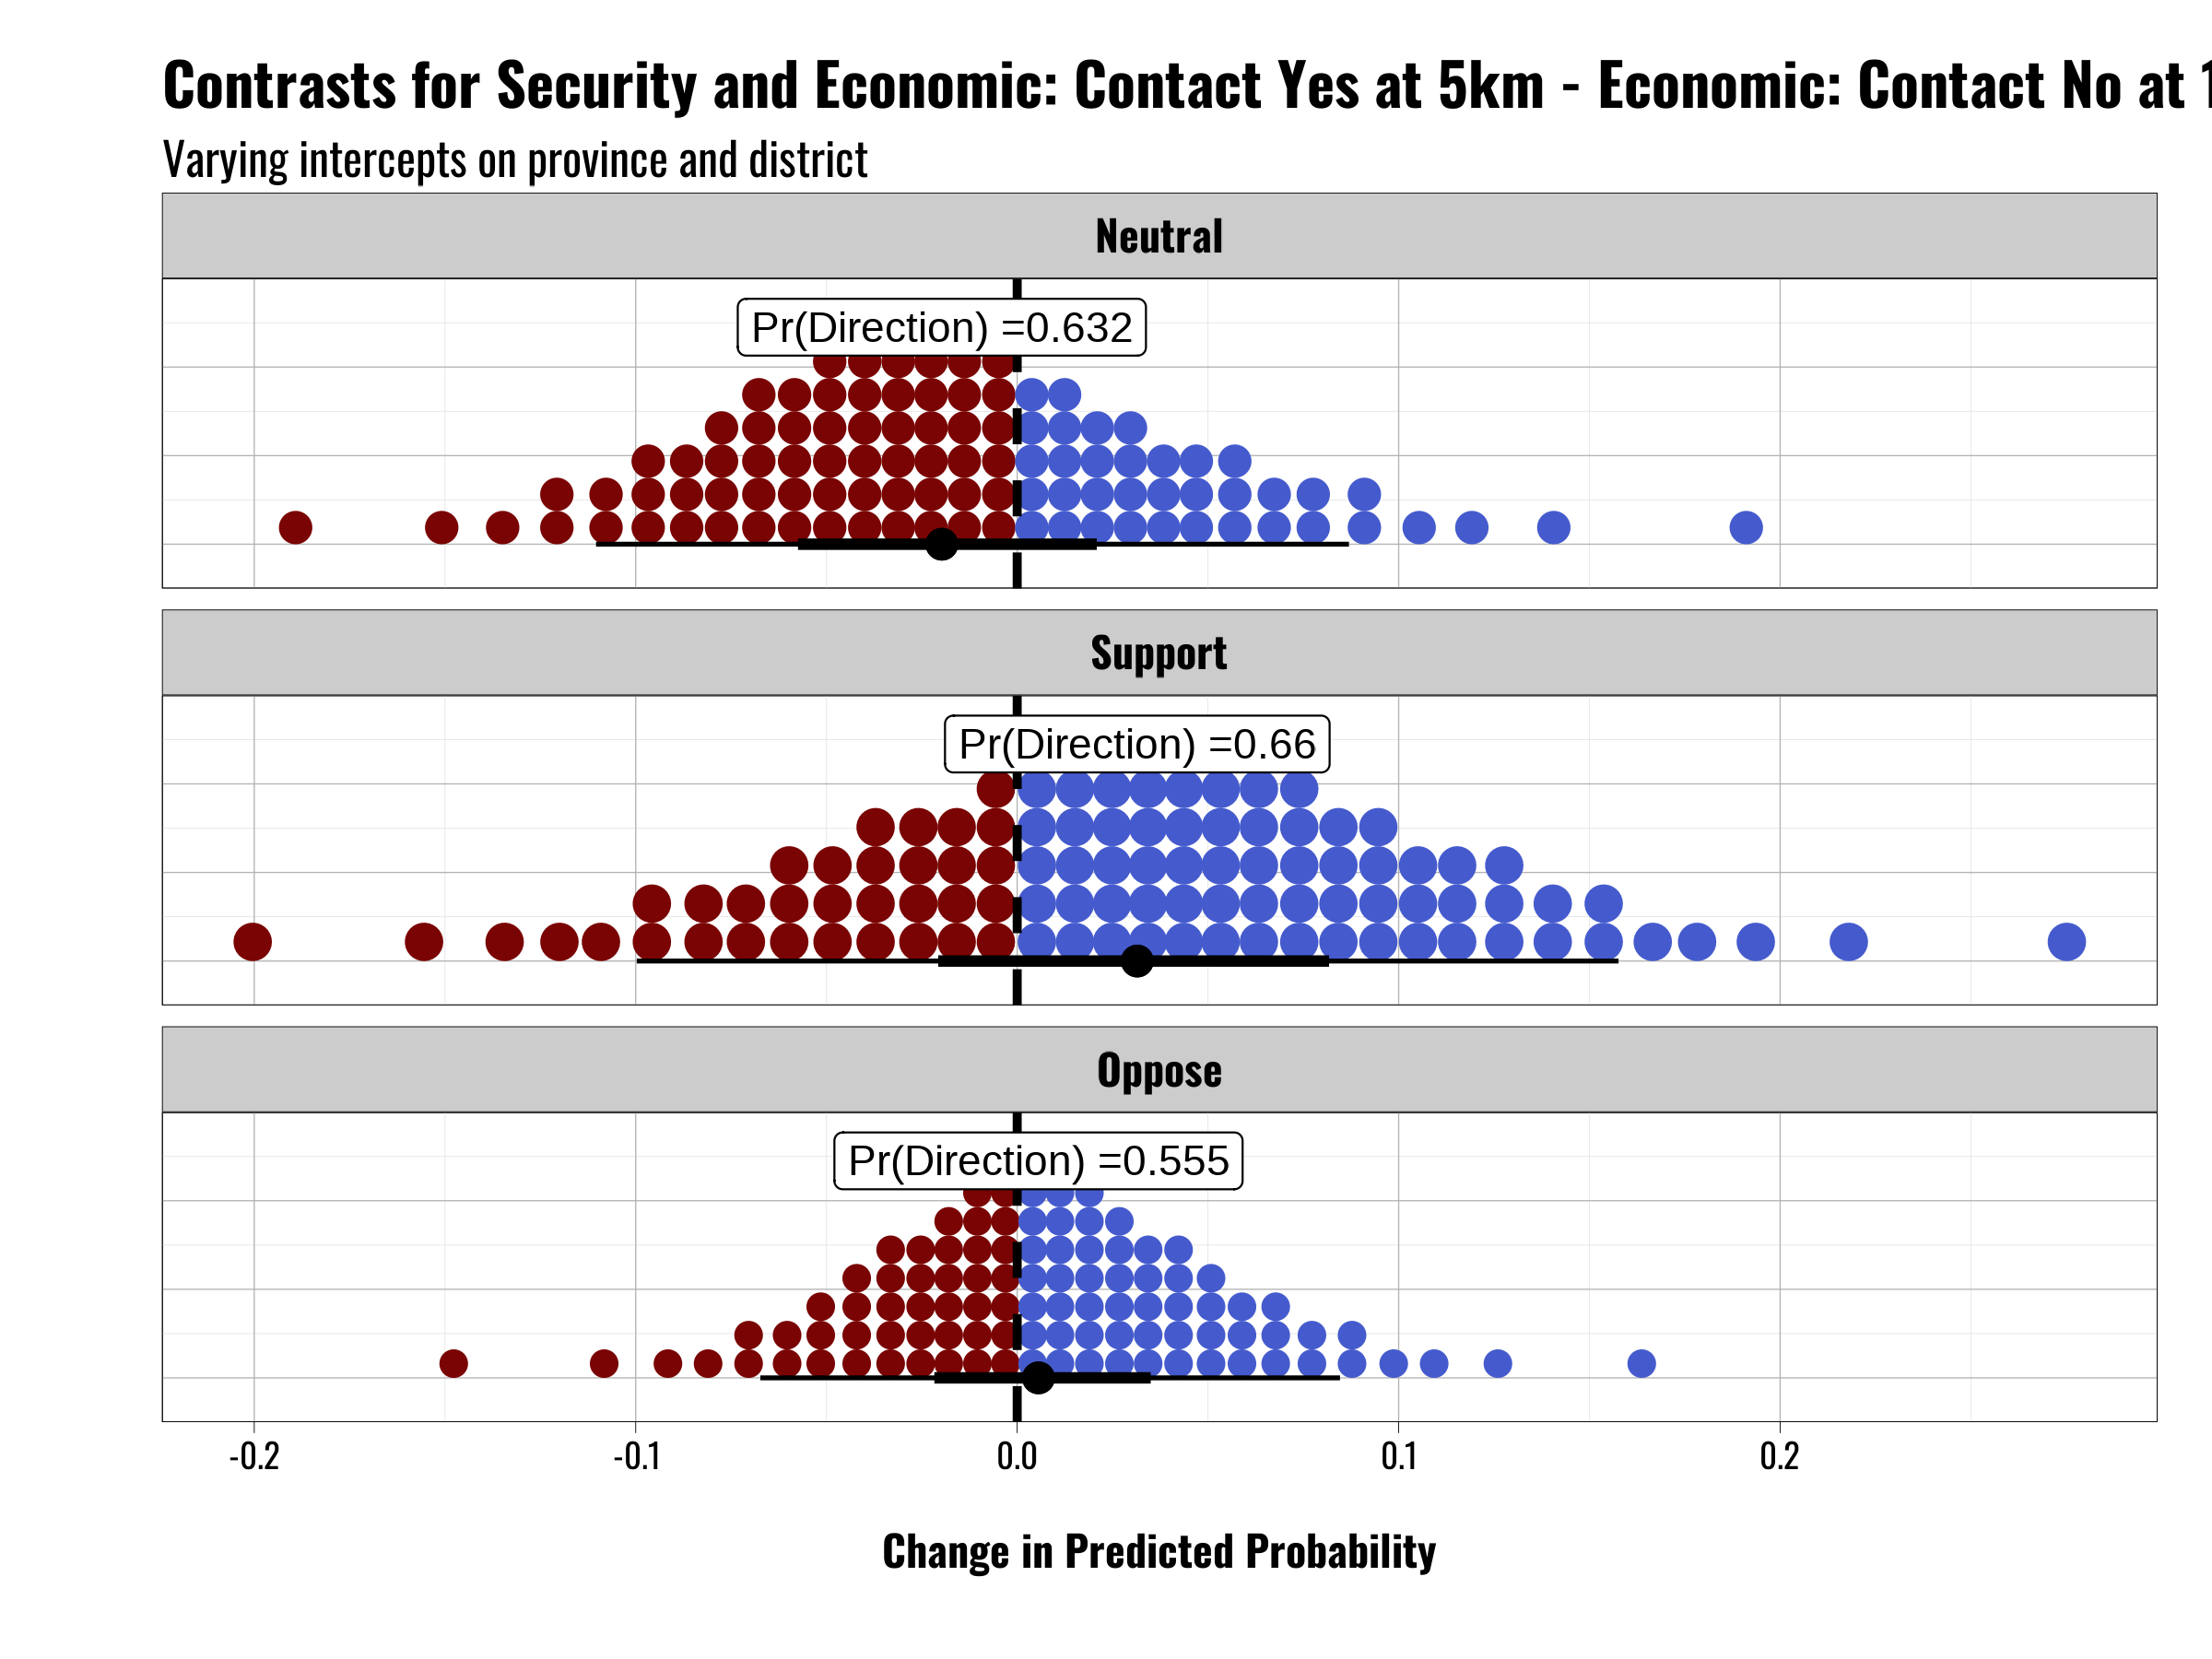 Contrasts for Security and Economic: Contact Yes at 5km - Economic: Contact No at 1
Varying intercepts on province and district
Neutral
Pr(Direction) =0.632
Support
Pr(Direction) =0.66
Oppose
Pr(Direction) =0.555
-0.2 -0.1 0.0 0.1 0.2
Change in Predicted Probability